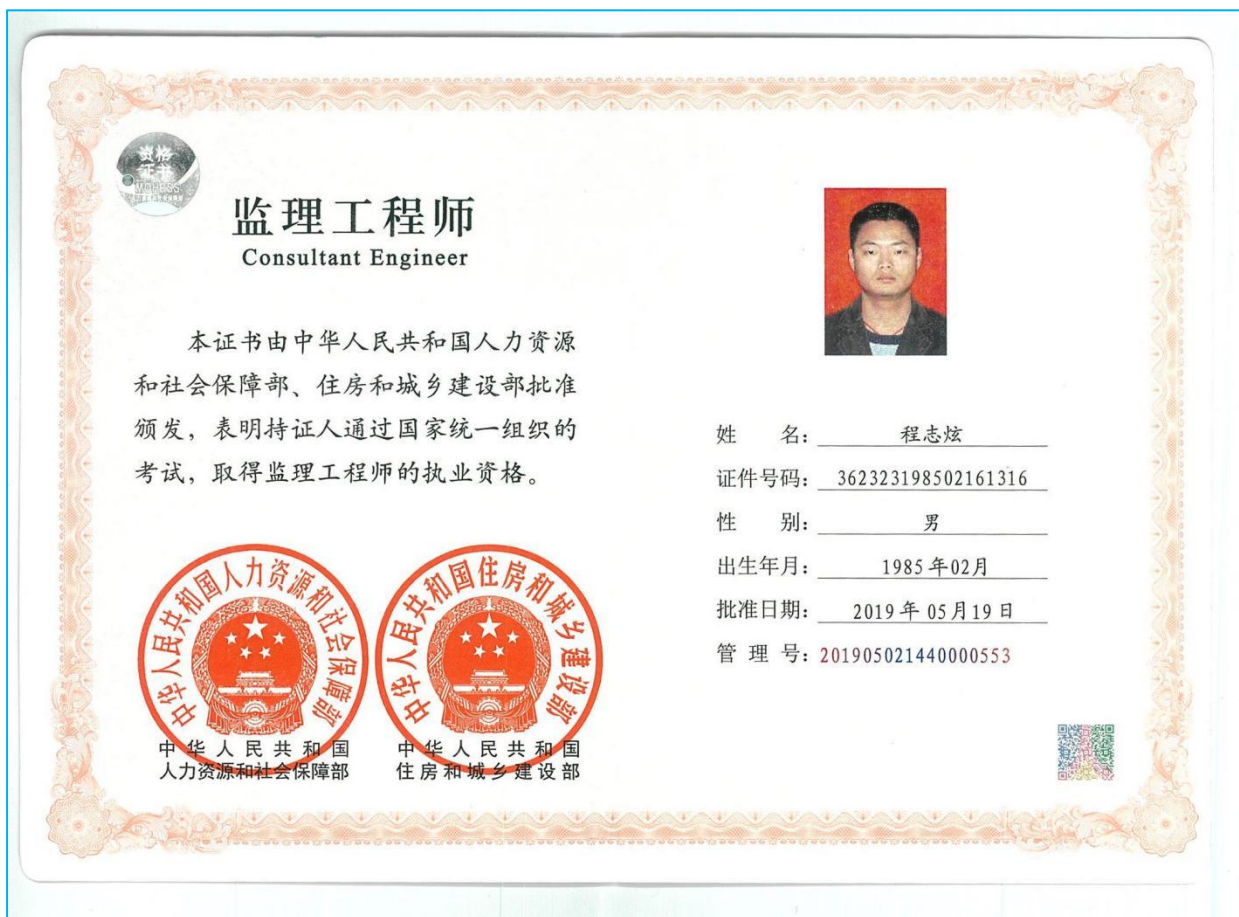 资格
证书
MOHRSS
监理工程师
Consultant Engineer
本证书由中华人民共和国人力资源
和社会保障部、住房和城乡建设部批准
颁发，表明持证人通过国家统一组织的
考试，取得监理工程师的执业资格。
中华人民共和国人力资源和社会保障部
中华人民共和国住房和城乡建设部
中华人民共和国
人力资源和社会保障部
中华人民共和国
住房和城乡建设部
姓 名：程志炫
证件号码：362323198502161316
性 别：男
出生年月：1985年02月
批准日期：2019年05月19日
管 理 号：201905021440000553